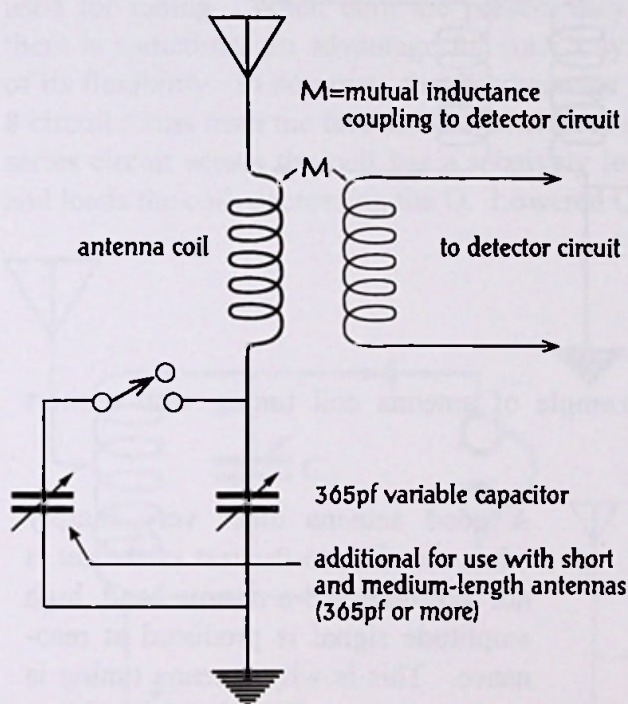 M=mutual inductance
coupling to detector circuit
M
antenna coil
to detector circuit
365pf variable capacitor
additional for use with short
and medium-length antennas
(365pf or more)